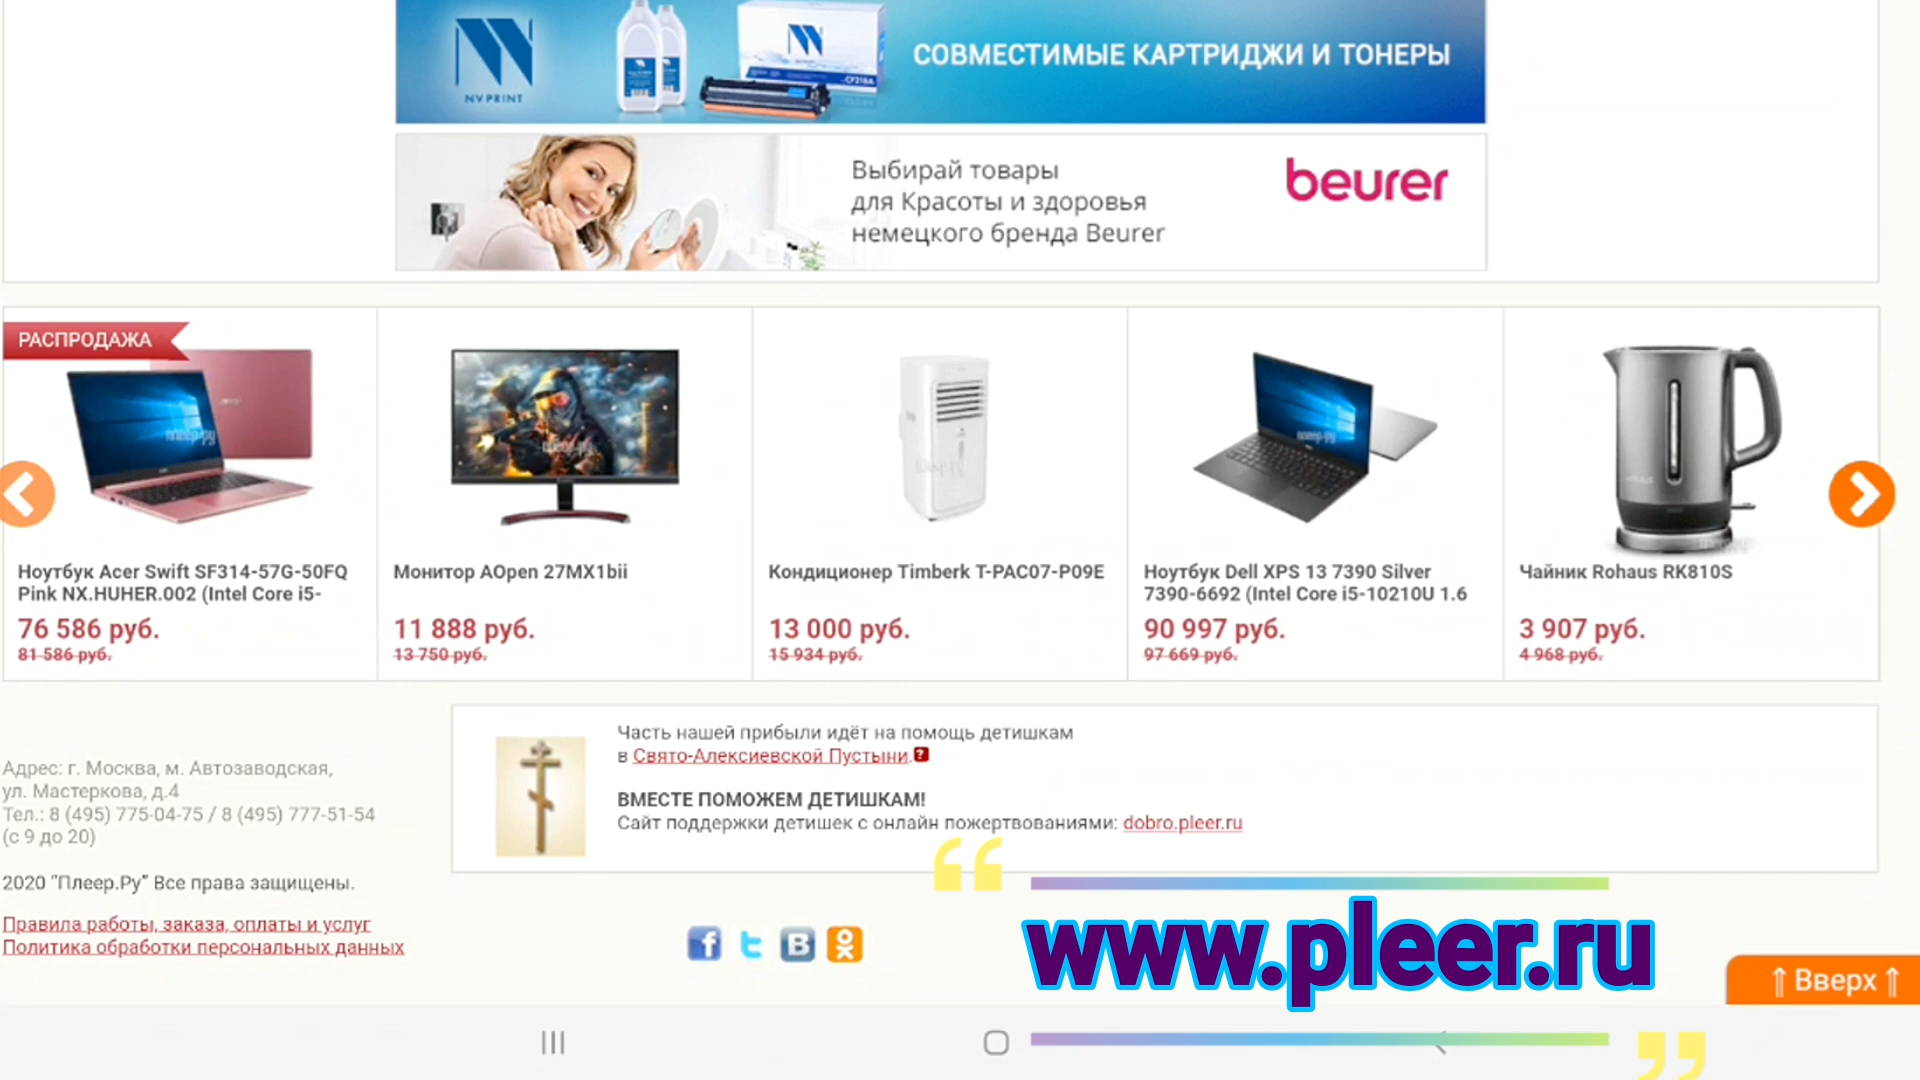 NV PRINT
CF218A
СОВМЕСТИМЫЕ КАРТРИДЖИ И ТОНЕРЫ
Выбирай товары
для Красоты и здоровья
немецкого бренда Beurer
beurer
РАСПРОДАЖА
плеер.ру
плеер.ру
Ноутбук Acer Swift SF314-57G-50FQ
Pink NX.HUHER.002 (Intel Core i5-
76 586 руб.
81 586 руб.
Монитор AOpen 27MX1bii
11 888 руб.
13 750 руб.
Кондиционер Timberk T-PAC07-P09E
13 000 руб.
15 934 руб.
Ноутбук Dell XPS 13 7390 Silver
7390-6692 (Intel Core i5-10210U 1.6
90 997 руб.
97 669 руб.
Чайник Rohaus RK810S
3 907 руб.
4 968 руб.
Часть нашей прибыли идёт на помощь детишкам
в Свято-Алексиевской Пустыни.?
ВМЕСТЕ ПОМОЖЕМ ДЕТИШКАМ!
Сайт поддержки детишек с онлайн пожертвованиями: dobro.pleer.ru
Адрес: г. Москва, м. Автозаводская,
ул. Мастеркова, д.4
Тел.: 8 (495) 775-04-75 / 8 (495) 777-51-54
(с 9 до 20)
2020 "Плеер.Ру" Все права защищены.
Правила работы, заказа, оплаты и услуг
Политика обработки персональных данных
“
www.pleer.ru
”
⇑ Вверх ⇑